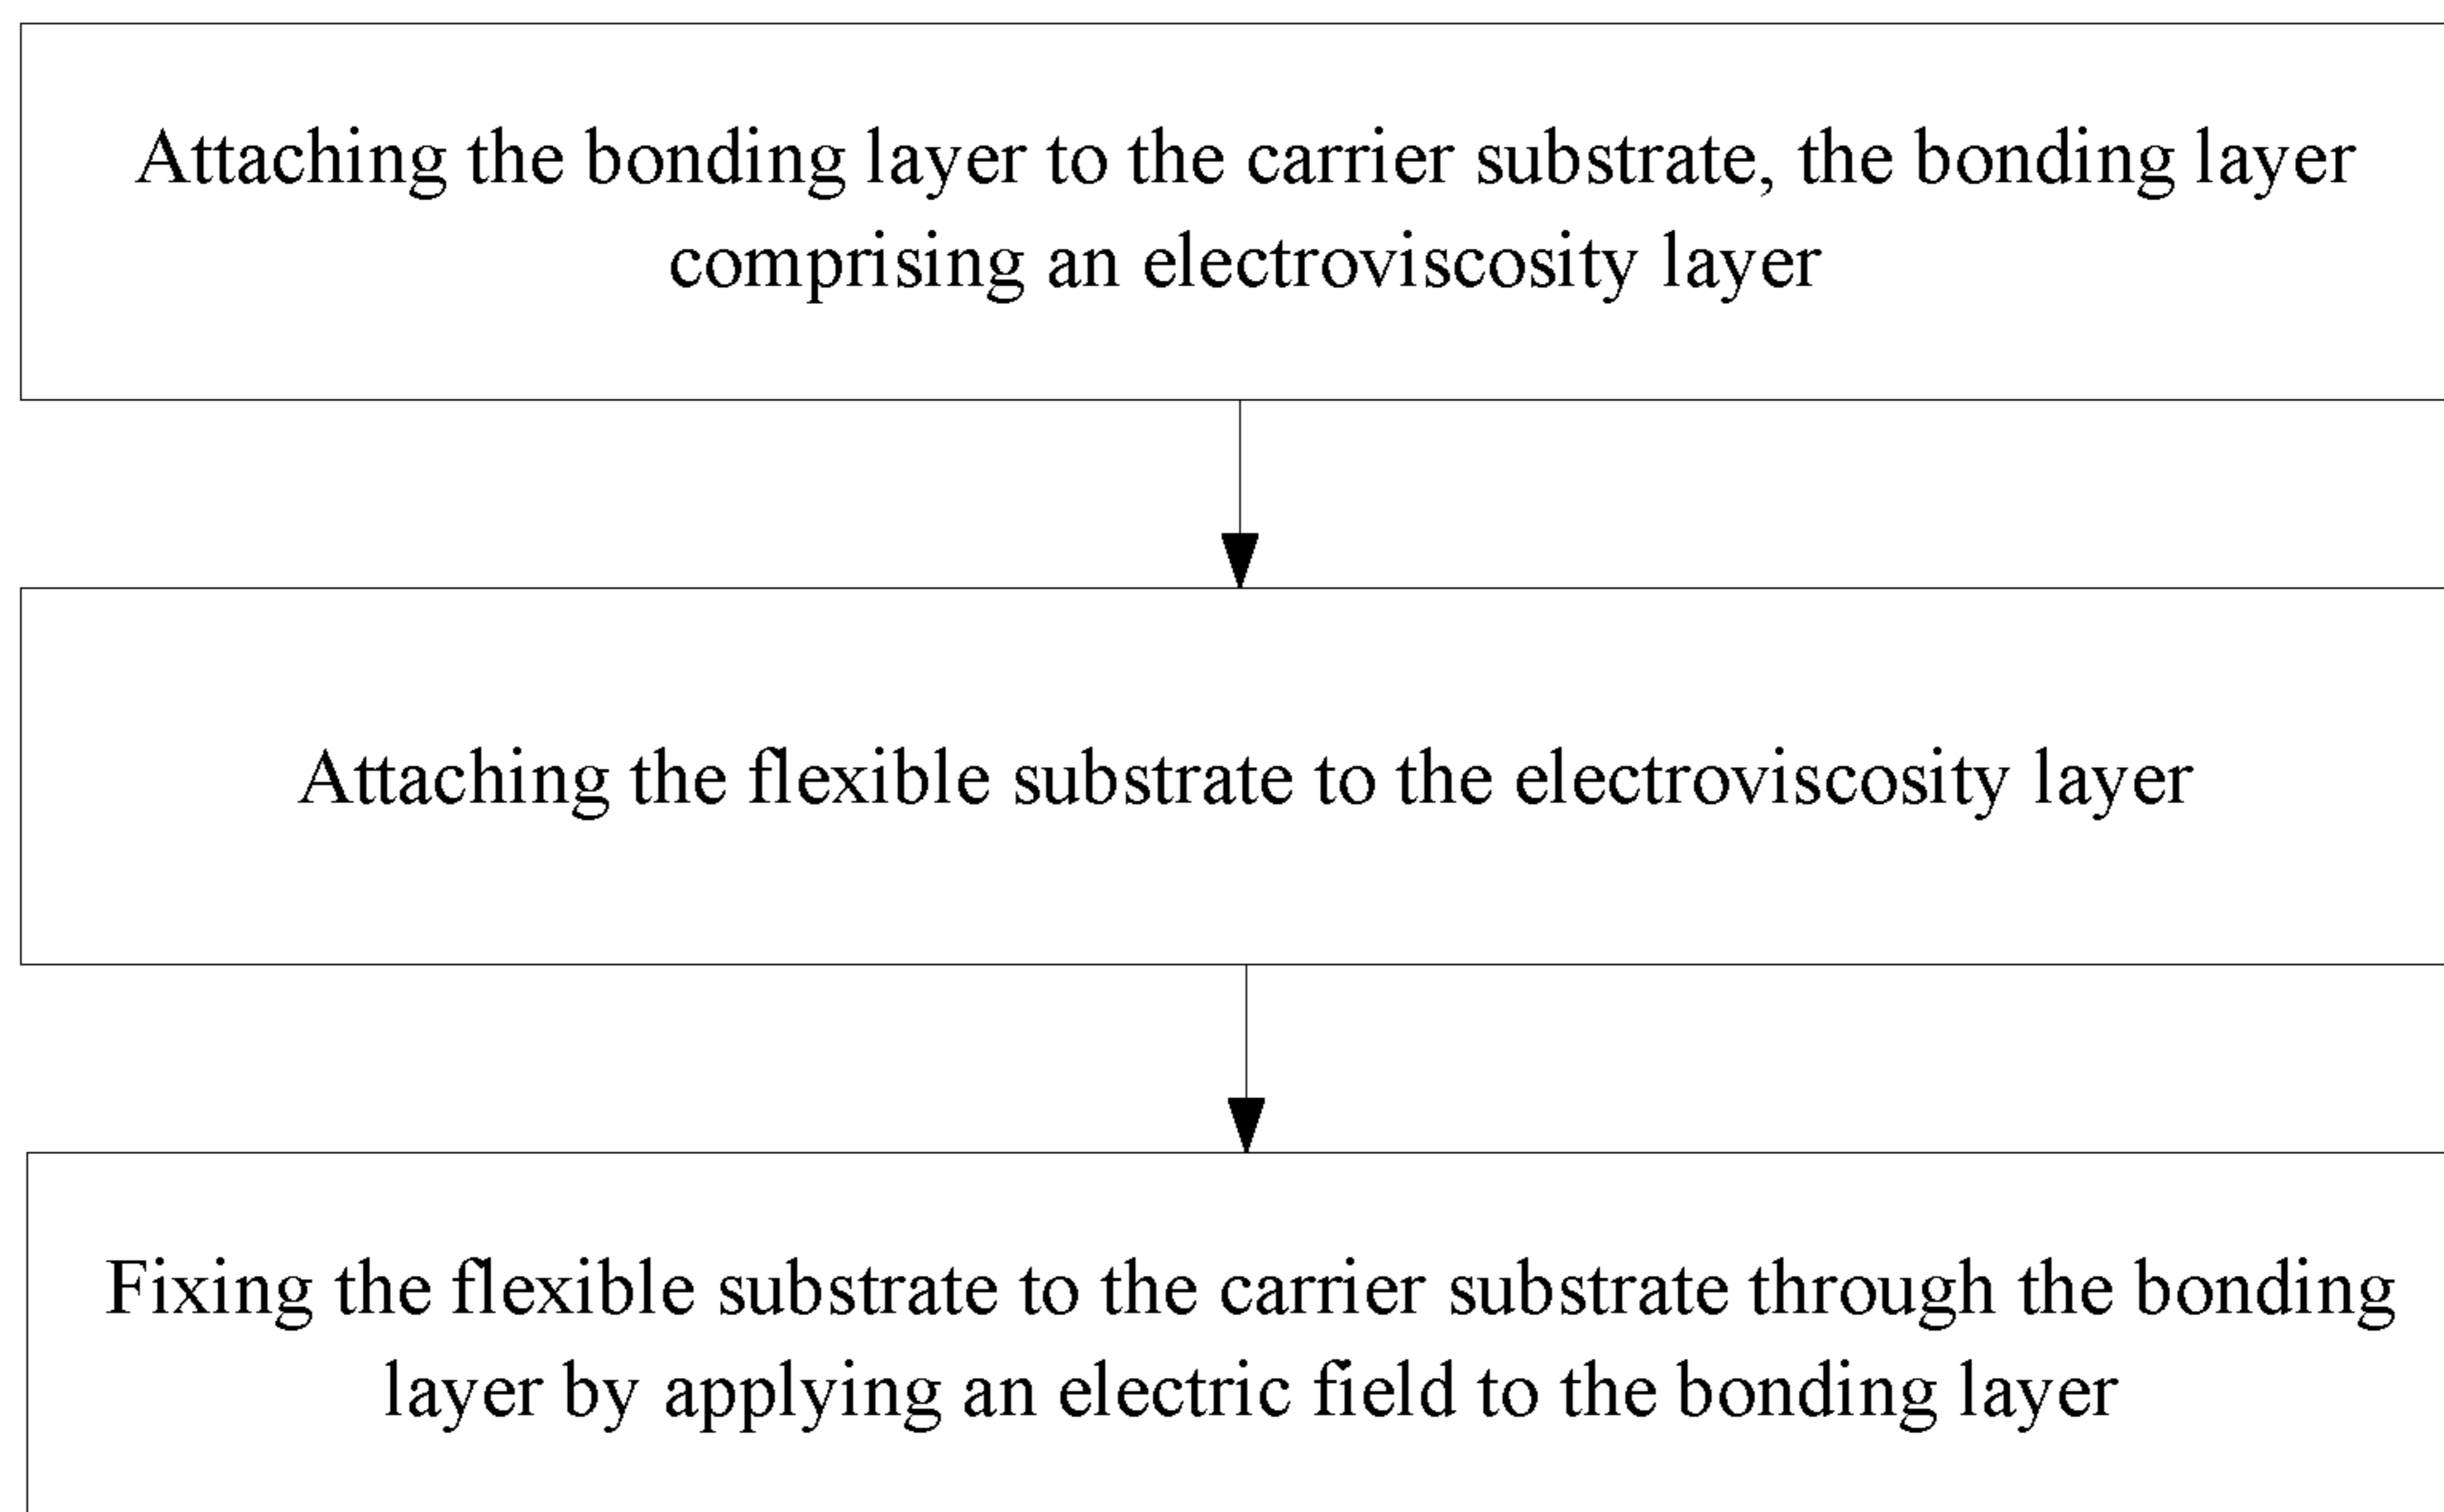 Attaching the bonding layer to the carrier substrate, the bonding layer
comprising an electroviscosity layer
Attaching the flexible substrate to the electroviscosity layer
Fixing the flexible substrate to the carrier substrate through the bonding
layer by applying an electric field to the bonding layer